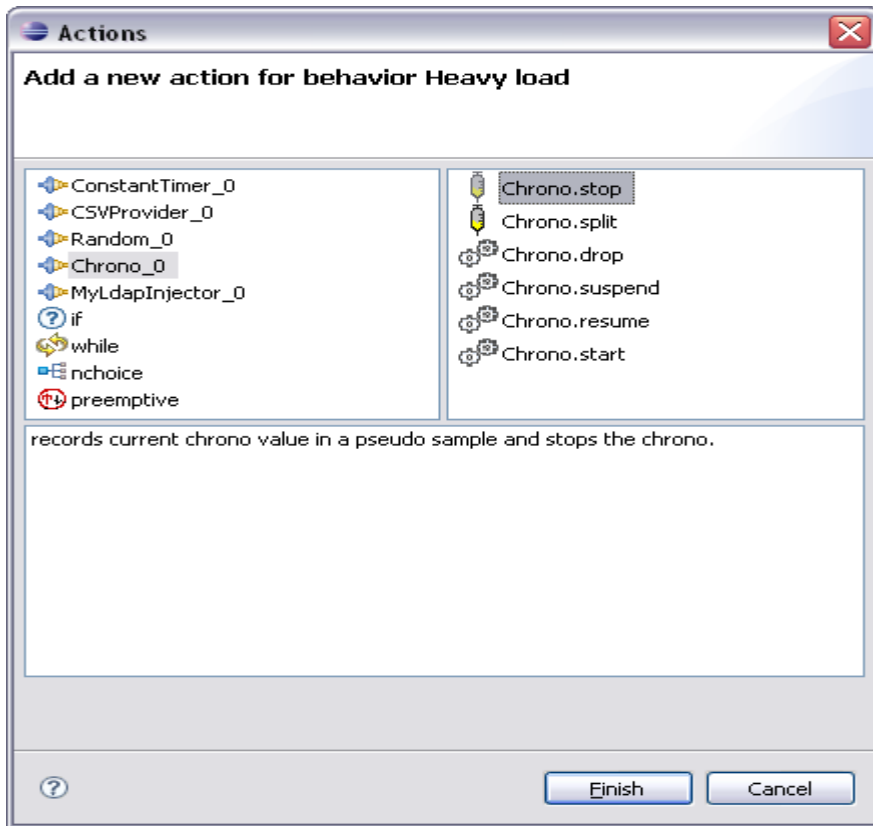 Actions
Add a new action for behavior Heavy load
ConstantTimer_0
CSVProvider_0
Random_0
Chrono_0
MyLdapInjector_0
if
while
nchoice
preemptive
Chrono.stop
Chrono.split
Chrono.drop
Chrono.suspend
Chrono.resume
Chrono.start
records current chrono value in a pseudo sample and stops the chrono.
Finish
Cancel